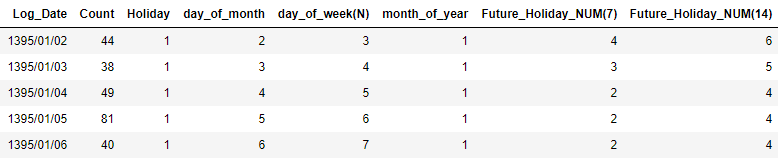 Log_Date Count Holiday day_of_month day_of_week(N) month_of_year Future_Holiday_NUM(7) Future_Holiday_NUM(14)
1395/01/02 44 1 2 3 1 4 6
1395/01/03 38 1 3 4 1 3 5
1395/01/04 49 1 4 5 1 2 4
1395/01/05 81 1 5 6 1 2 4
1395/01/06 40 1 6 7 1 2 4